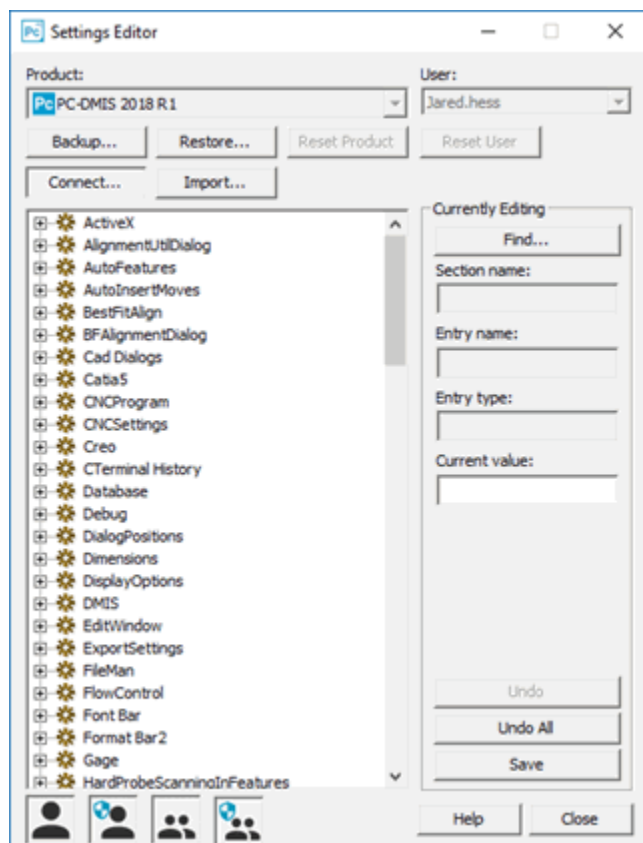 Pc Settings Editor
Product: User:
Pc PC-DMIS 2018 R1 Jared.hess
Backup... Restore... Reset Product Reset User
Connect... Import...
Currently Editing
Find...
Section name:
Entry name:
Entry type:
Current value:
Undo
Undo All
Save
ActiveX
AlignmentUtilDialog
AutoFeatures
AutoInsertMoves
BestFitAlign
BFAlignmentDialog
Cad Dialogs
Catia5
CNCProgram
CNCSettings
Creo
CTerminal History
Database
Debug
DialogPositions
Dimensions
DisplayOptions
DMIS
EditWindow
ExportSettings
FileMan
FlowControl
Font Bar
Format Bar2
Gage
HardProbeScanningInFeatures
Help Close